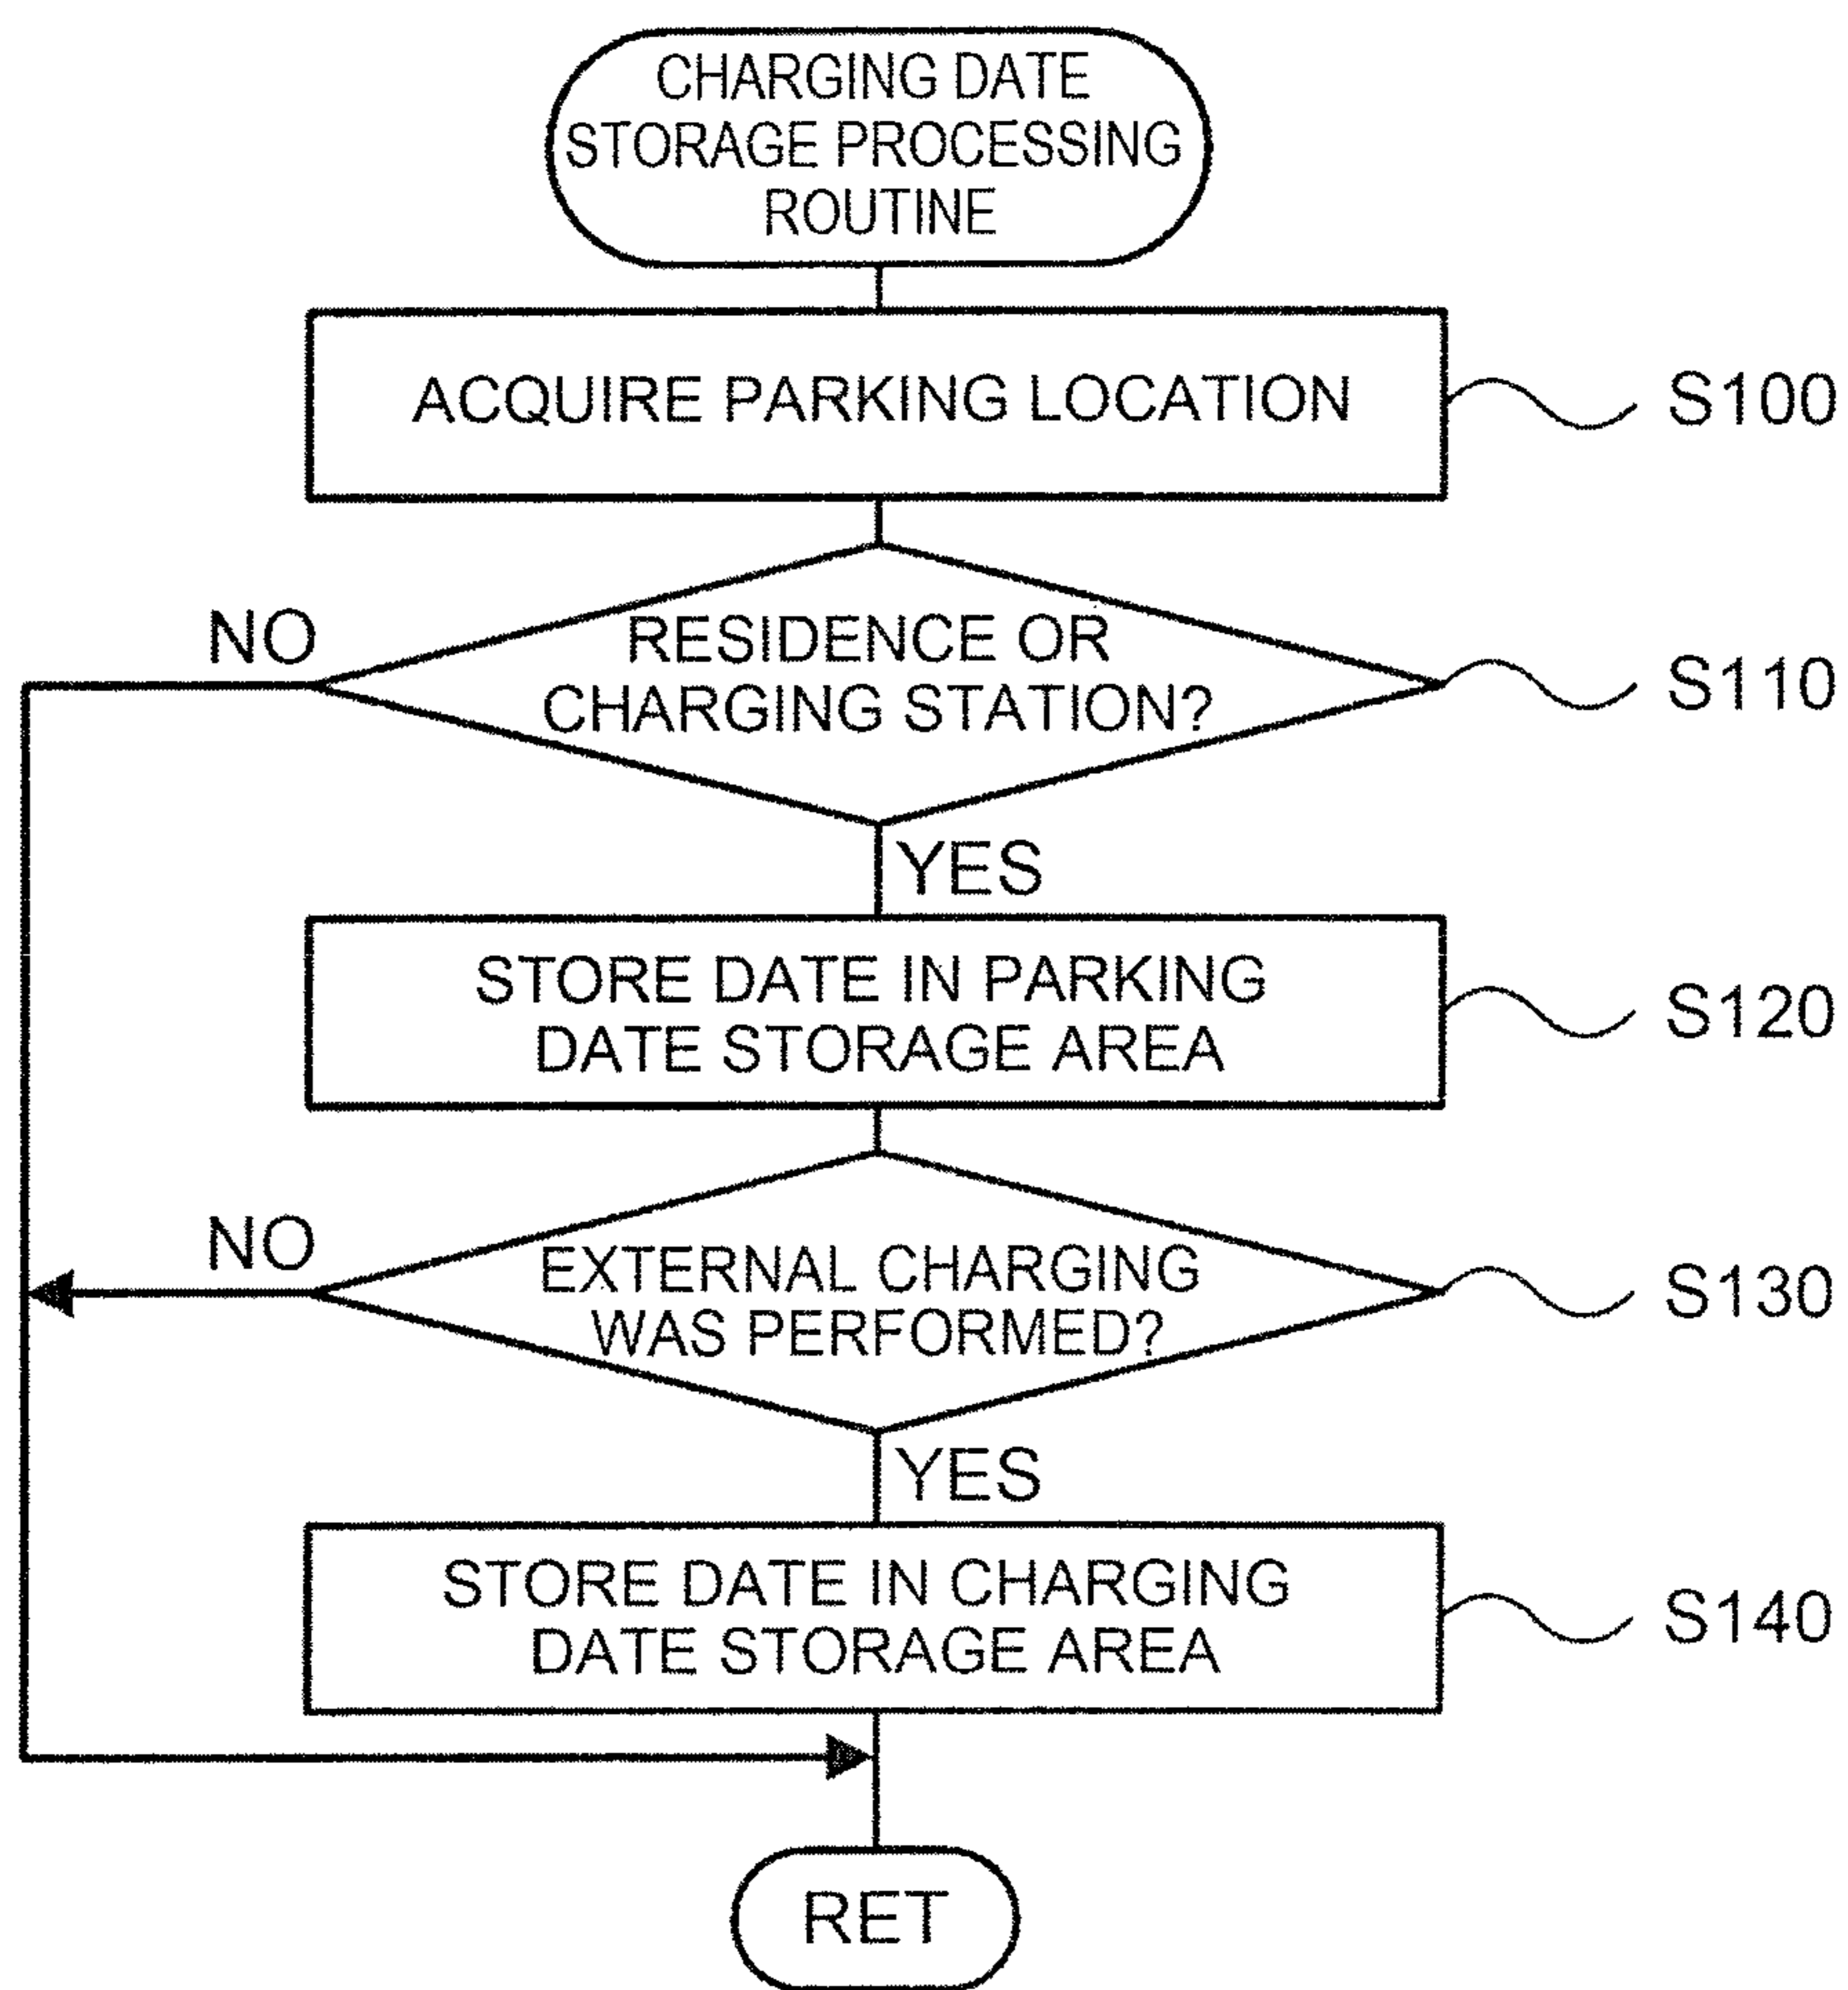 CHARGING DATE
STORAGE PROCESSING
ROUTINE
ACQUIRE PARKING LOCATION
S100
NO
RESIDENCE OR
CHARGING STATION?
S110
YES
STORE DATE IN PARKING
DATE STORAGE AREA
S120
NO
EXTERNAL CHARGING
WAS PERFORMED?
S130
YES
STORE DATE IN CHARGING
DATE STORAGE AREA
S140
RET